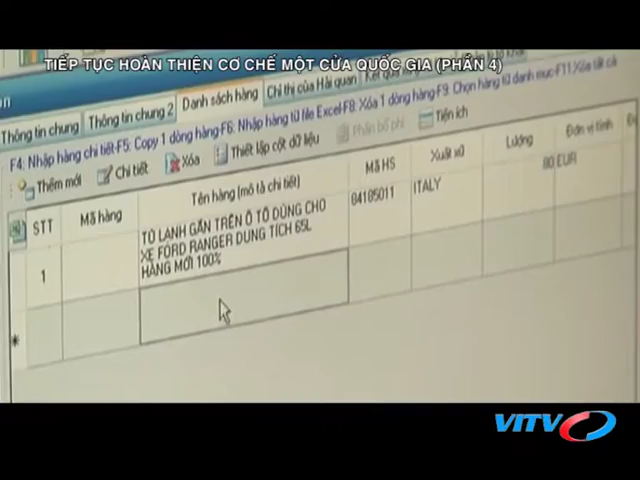 TIẾP TỤC HOÀN THIỆN CƠ CHẾ MỘT CỬA QUỐC GIA (PHẦN 4)
Thông tin chung Thông tin chung 2 Danh sách hàng Chỉ thị của Hải quan
F4: Nhập hàng chi tiết-F5: Copy 1 dòng hàng-F6: Nhập hàng từ file Excel-F8: Xóa 1 dòng hàng-F9: Chọn hàng từ danh mục-F11:Xóa tất cả
Thêm mới Chi tiết Xóa Thiết lập cột dữ liệu Phân bổ phí Tiện ích
STT Mã hàng Tên hàng (mô tả chi tiết) Mã HS Xuất xứ Lượng Đơn vị tính
1 TỦ LẠNH GẮN TRÊN Ô TÔ DÙNG CHO 84185011 ITALY 80 EUR
XE FORD RANGER DUNG TÍCH 65L
HÀNG MỚI 100%
*
VITV